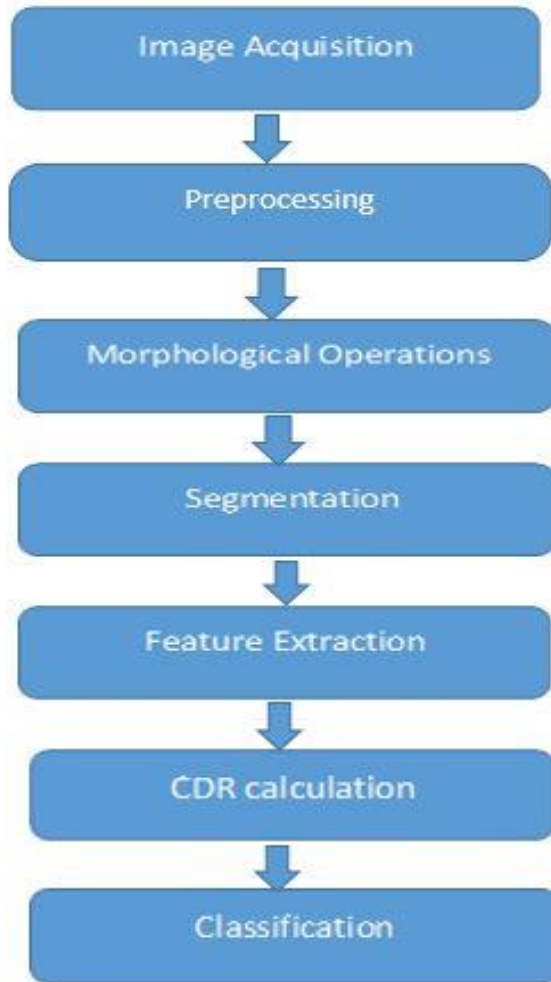 Image Acquisition
Preprocessing
Morphological Operations
Segmentation
Feature Extraction
CDR calculation
Classification